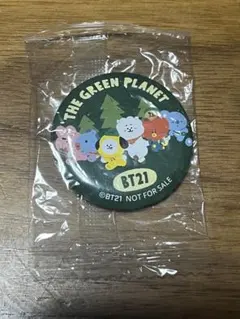 THE GREEN PLANET
BT21
©BT21 NOT FOR SALE